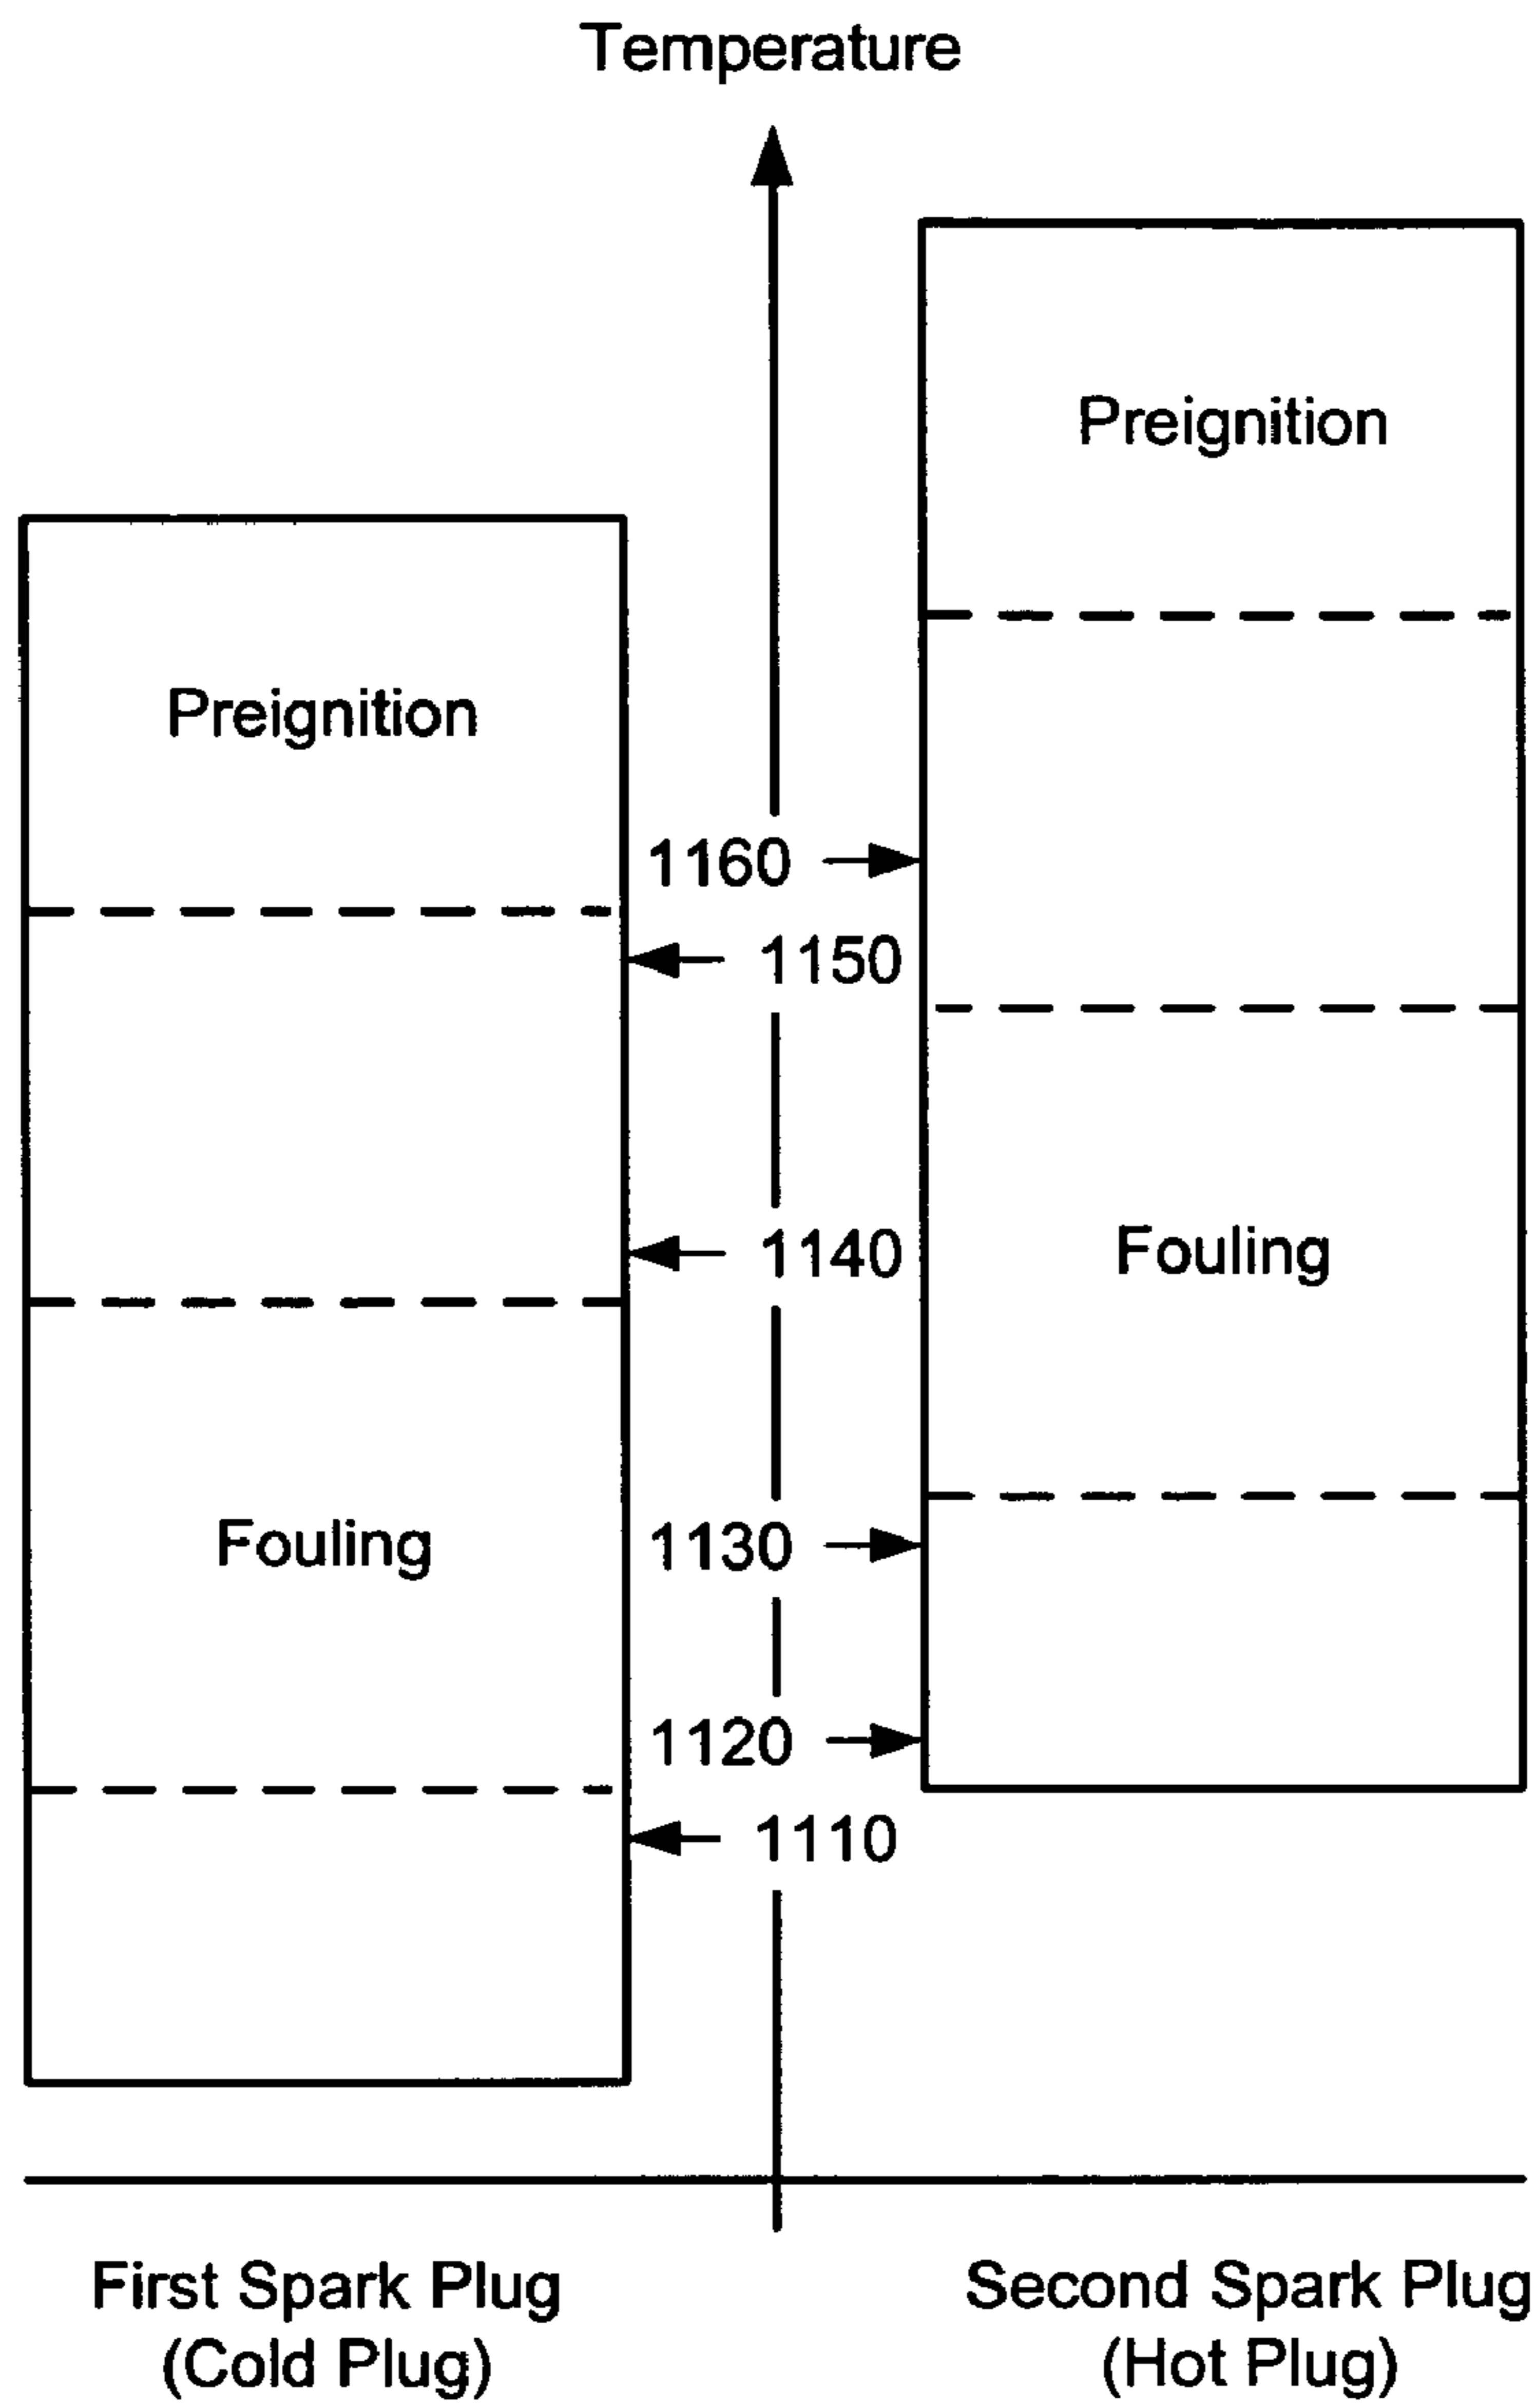 Temperature
Preignition
Preignition
1160
1150
1140
Fouling
Fouling
1130
1120
1110
First Spark Plug
(Cold Plug)
Second Spark Plug
(Hot Plug)